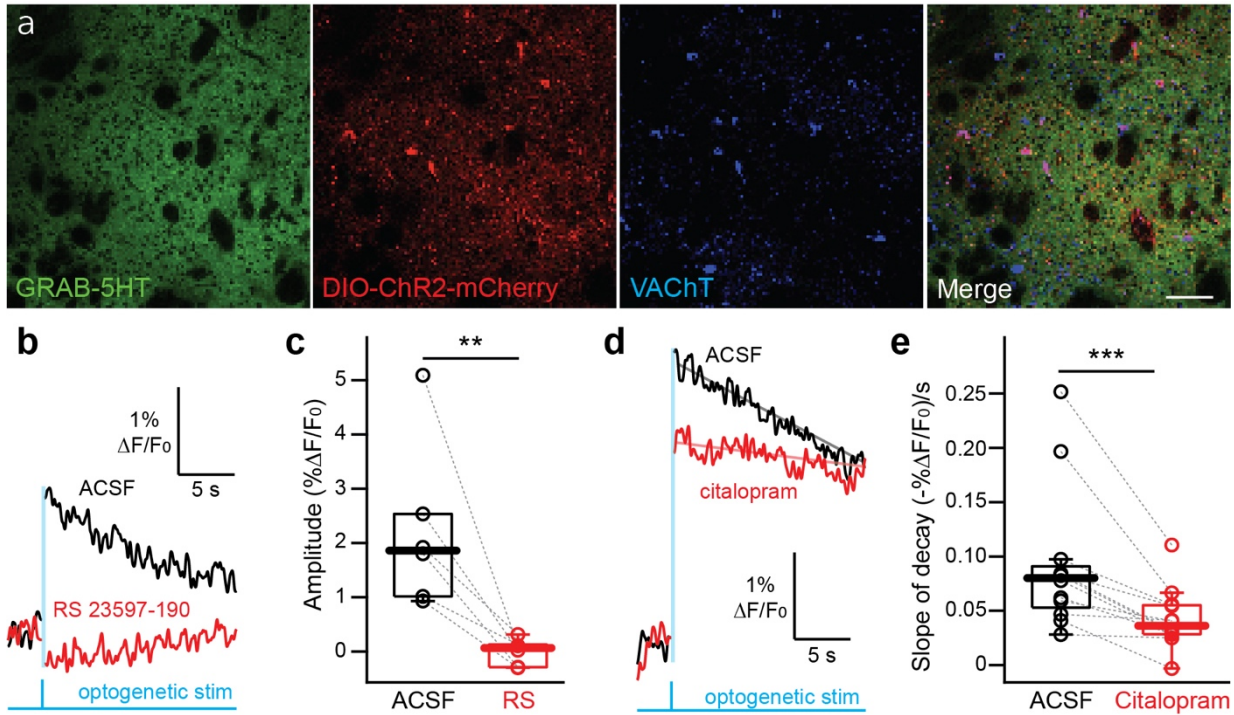 a
GRAB-5HT
DIO-ChR2-mCherry
VAChT
Merge
b
1%
ΔF/F₀
5 s
ACSF
RS 23597-190
optogenetic stim
c
**
Amplitude (%ΔF/F₀)
5
4
3
2
1
0
ACSF
RS
d
ACSF
citalopram
1%
ΔF/F₀
5 s
optogenetic stim
e
***
Slope of decay (-%ΔF/F₀)/s
0.25
0.20
0.15
0.10
0.05
0
ACSF
Citalopram